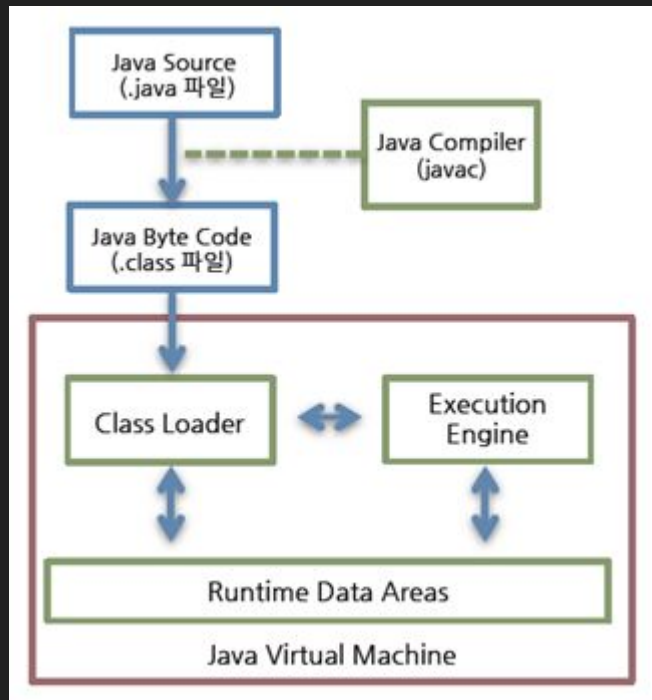 Java Source
(.java 파일)
Java Compiler
(javac)
Java Byte Code
(.class 파일)
Class Loader
Execution
Engine
Runtime Data Areas
Java Virtual Machine